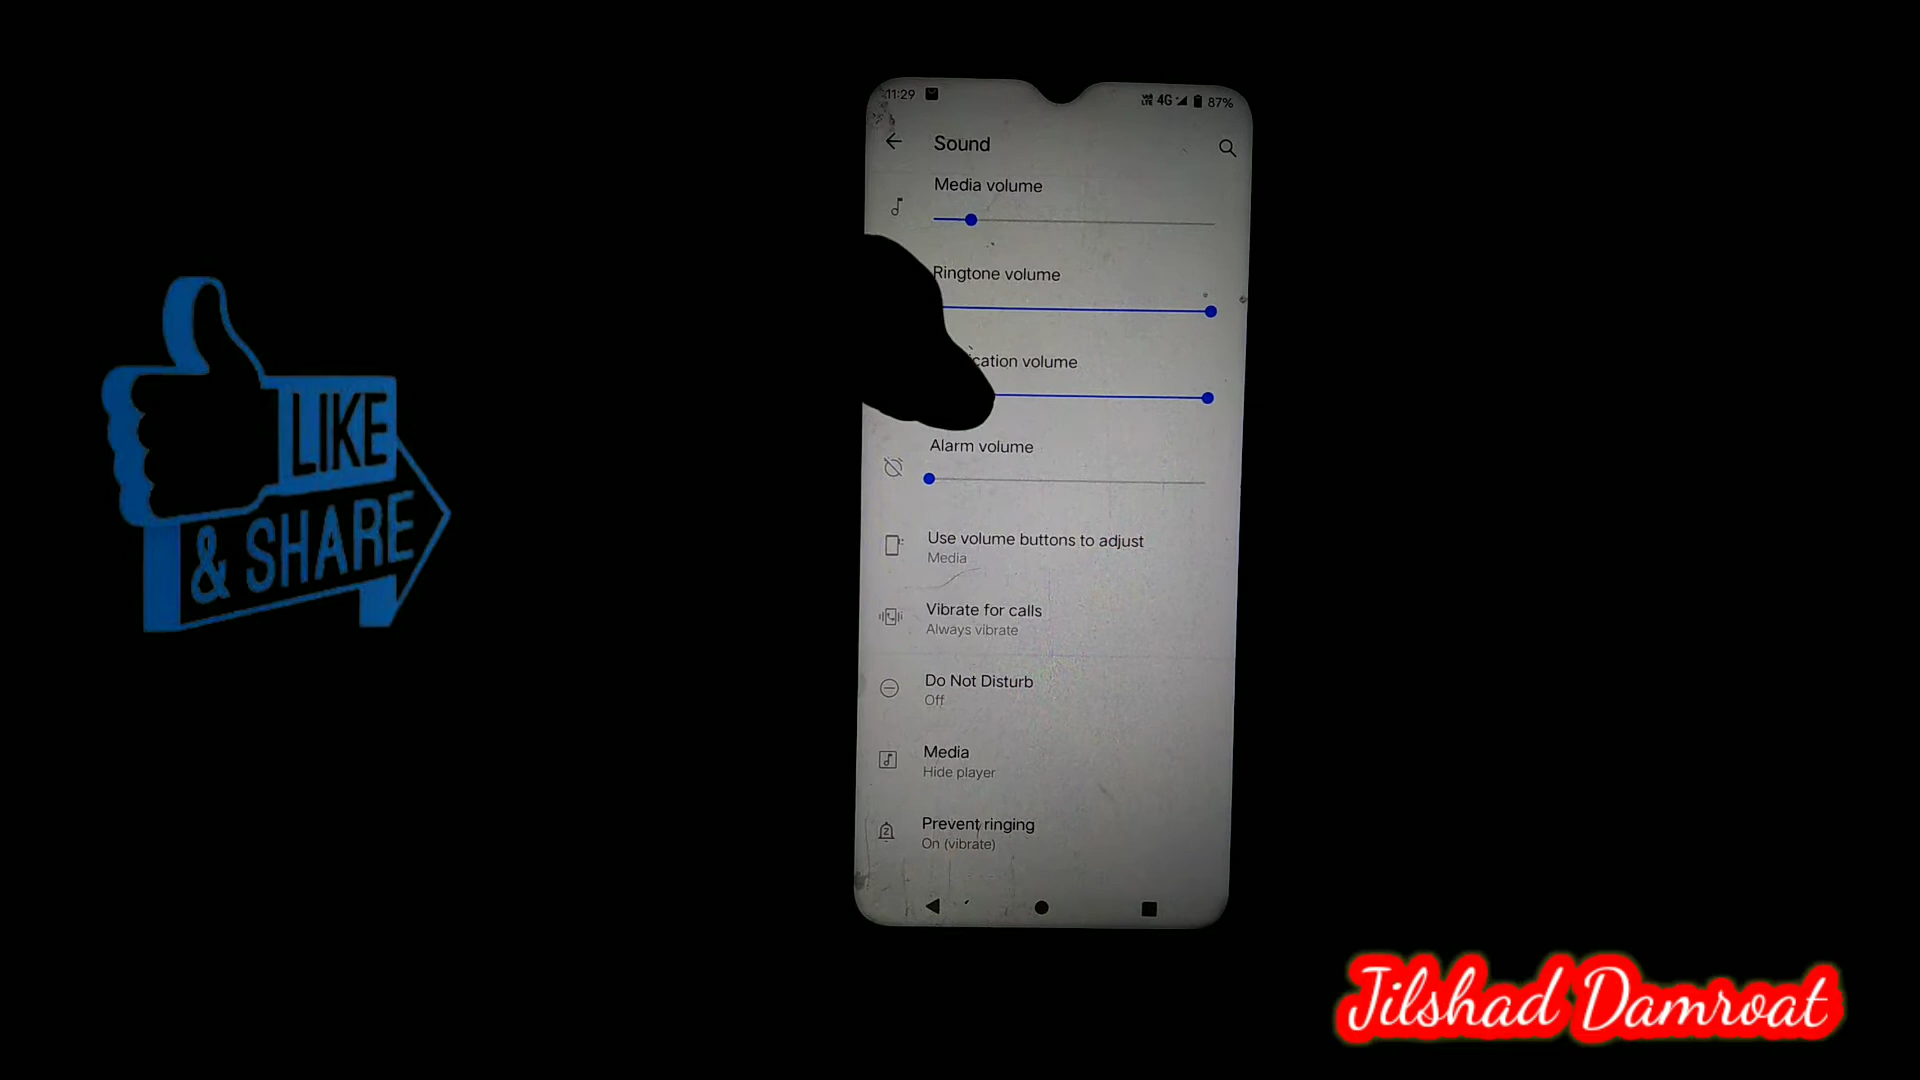 11:29
4G 87%
Sound
Media volume
Ringtone volume
ication volume
Alarm volume
Use volume buttons to adjust
Media
Vibrate for calls
Always vibrate
Do Not Disturb
Off
Media
Hide player
Prevent ringing
On (vibrate)
LIKE
& SHARE
Jilshad Damroat